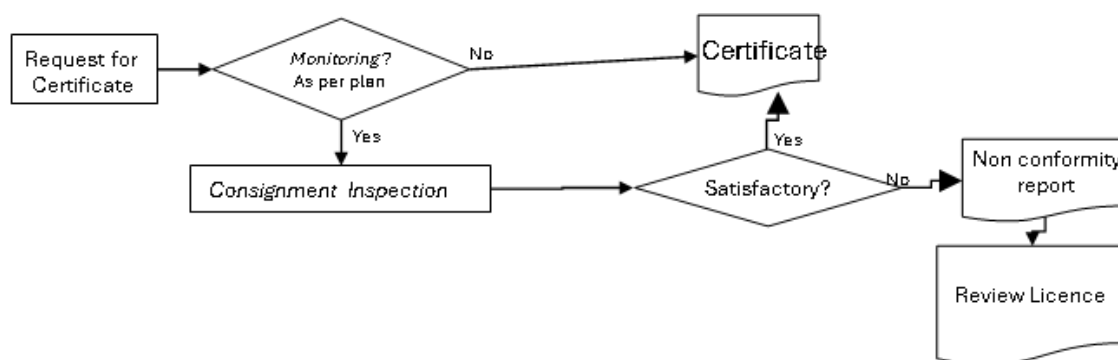 Request for
Certificate
Monitoring?
As per plan
No
Certificate
Yes
Consignment Inspection
Satisfactory?
Yes
No
Non conformity
report
Review Licence